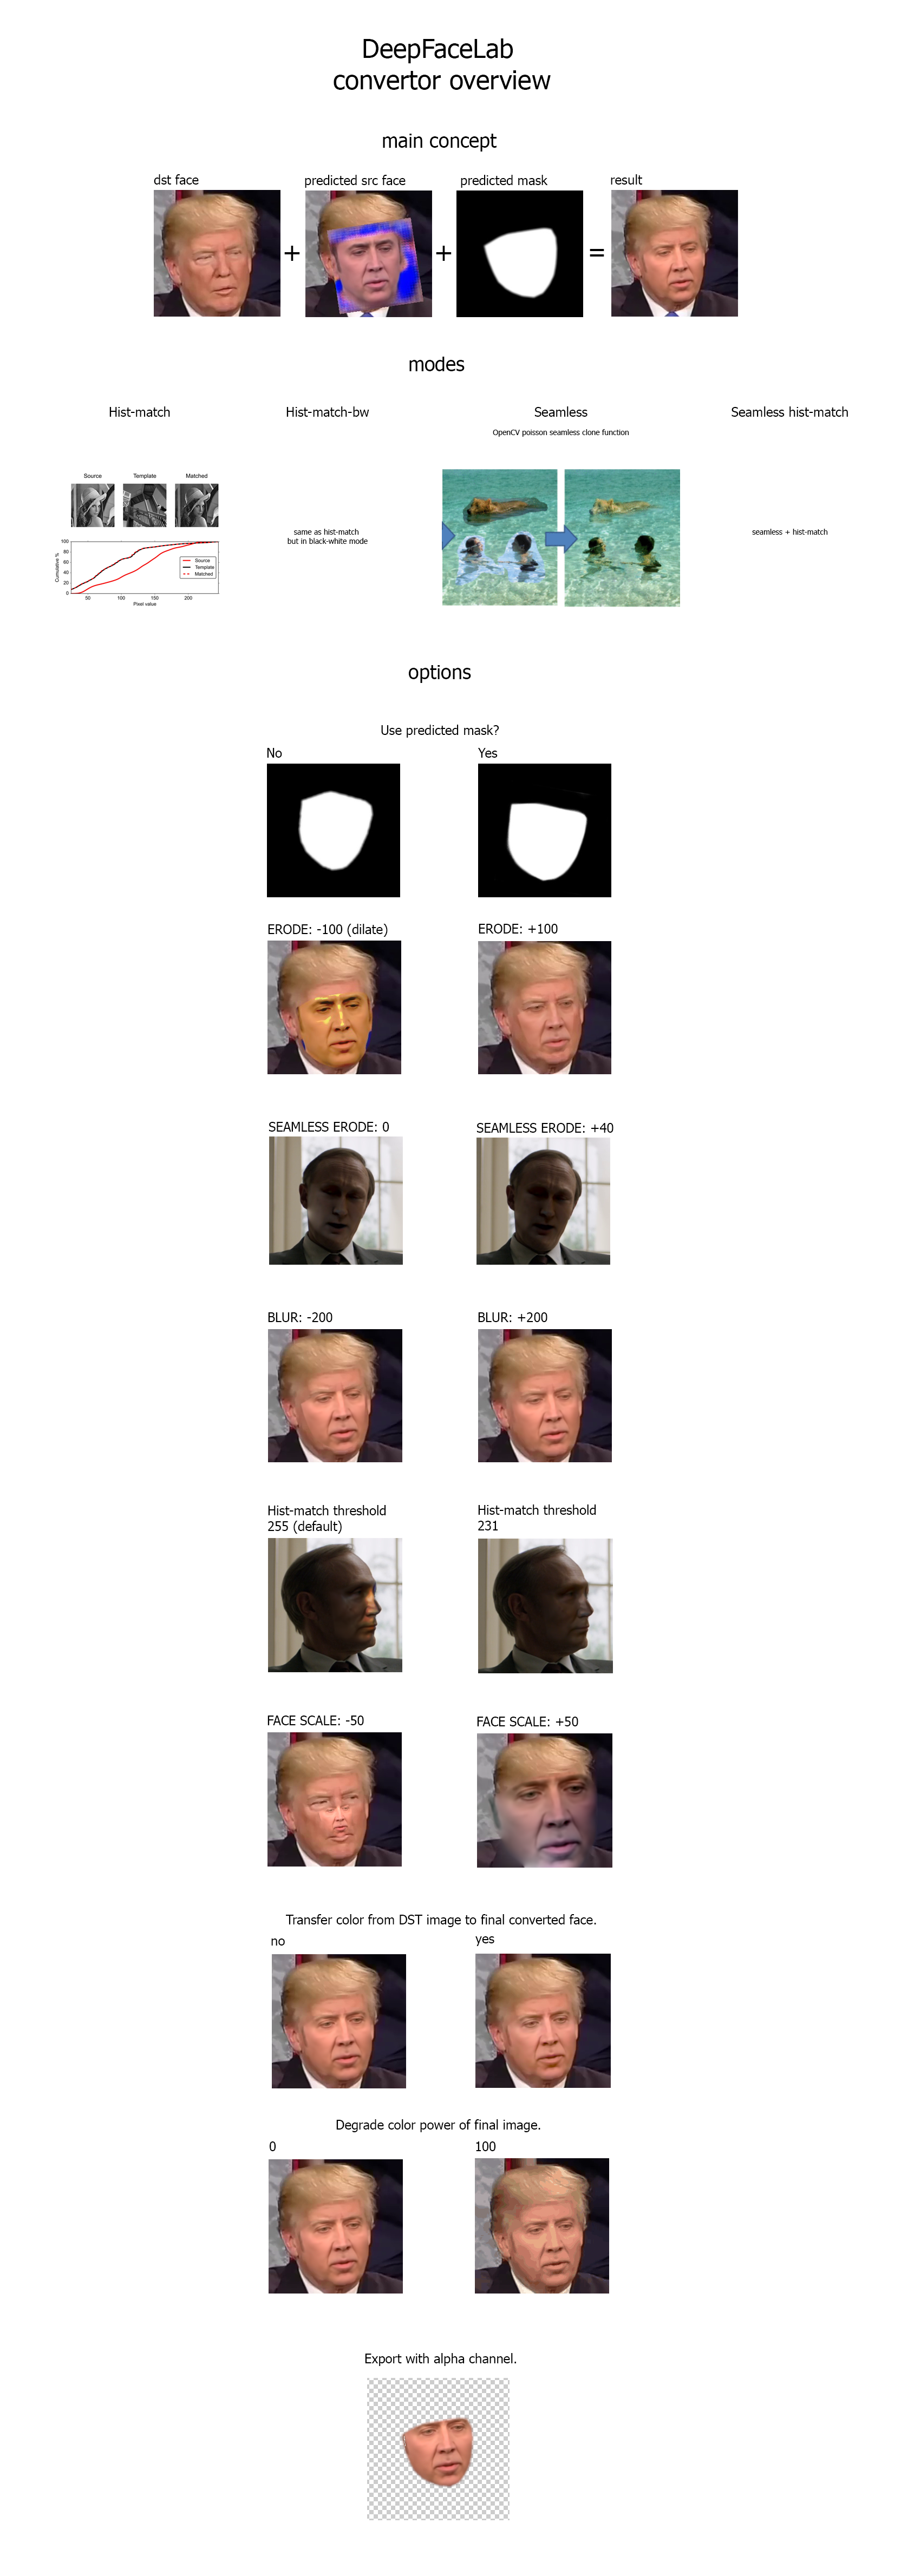 DeepFaceLab
convertor overview
main concept
dst face
predicted src face
predicted mask
result
+
+
=
modes
Hist-match
Hist-match-bw
Seamless
Seamless hist-match
OpenCV poisson seamless clone function
Source
Template
Matched
same as hist-match
but in black-white mode
seamless + hist-match
Cumulative %
100
80
60
40
20
0
Source
Template
Matched
50
100
150
200
Pixel value
options
Use predicted mask?
No
Yes
ERODE: -100 (dilate)
ERODE: +100
SEAMLESS ERODE: 0
SEAMLESS ERODE: +40
BLUR: -200
BLUR: +200
Hist-match threshold
255 (default)
Hist-match threshold
231
FACE SCALE: -50
FACE SCALE: +50
Transfer color from DST image to final converted face.
no
yes
Degrade color power of final image.
0
100
Export with alpha channel.